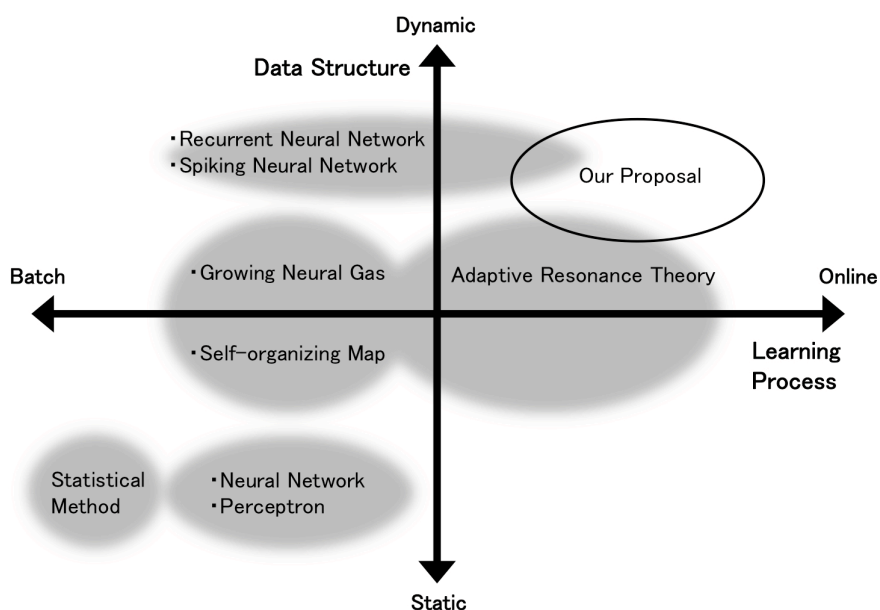 Dynamic
Data Structure
・Recurrent Neural Network
・Spiking Neural Network
Our Proposal
Batch
・Growing Neural Gas
Adaptive Resonance Theory
Online
・Self-organizing Map
Learning
Process
Statistical
Method
・Neural Network
・Perceptron
Static